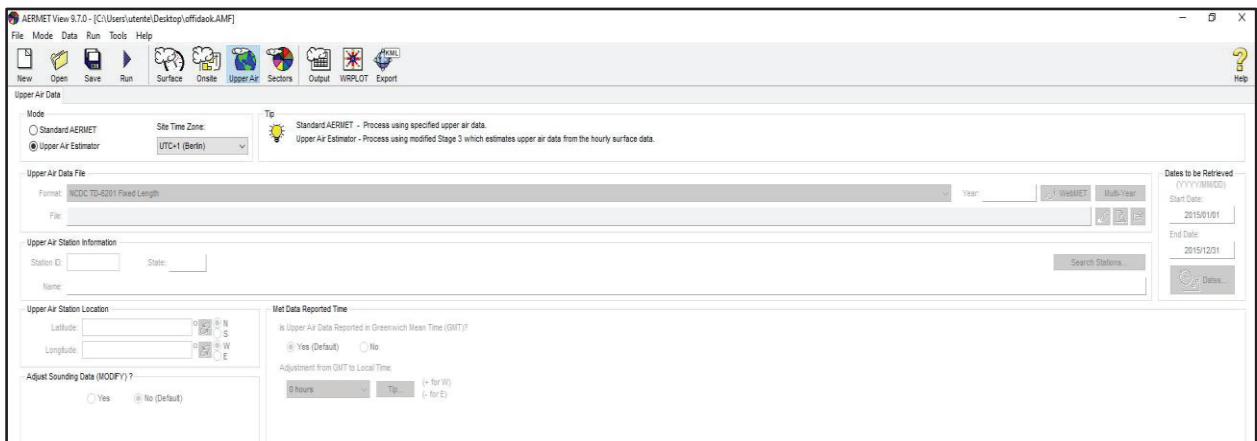 AERMET View 9.7.0 - [C:\Users\utente\Desktop\offidaok.AMF]
File Mode Data Run Tools Help
New Open Save Run Surface Onsite Upper Air Sectors Output WRPLOT Export Help
KML
Upper Air Data
Mode
Standard AERMET
Upper Air Estimator
Site Time Zone:
UTC+1 (Berlin)
Tip
Standard AERMET - Process using specified upper air data.
Upper Air Estimator - Process using modified Stage 3 which estimates upper air data from the hourly surface data.
Upper Air Data File
Format: NCDC TD-6201 Fixed Length Year: WebMET Multi-Year
File:
Dates to be Retrieved
(YYYY/MM/DD)
Start Date:
2015/01/01
End Date:
2015/12/31
Dates...
Upper Air Station Information
Station ID: State: Search Stations...
Name:
Upper Air Station Location
Latitude: ° N
S
Longitude: ° W
E
Adjust Sounding Data (MODIFY) ?
Yes No (Default)
Met Data Reported Time
Is Upper Air Data Reported in Greenwich Mean Time (GMT)?
Yes (Default) No
Adjustment from GMT to Local Time:
0 hours Tip... (+ for W)
(- for E)